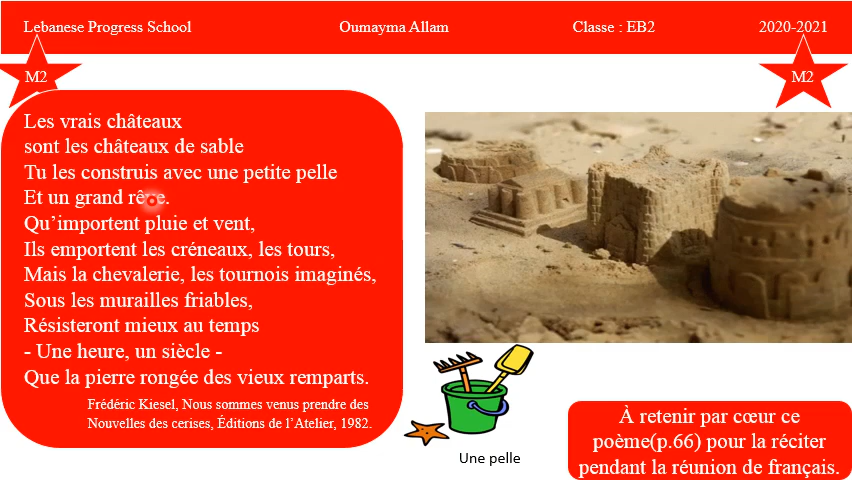 Lebanese Progress School Oumayma Allam Classe : EB2 2020-2021
M2 M2
Les vrais châteaux
sont les châteaux de sable
Tu les construis avec une petite pelle
Et un grand rêve.
Qu'importent pluie et vent,
Ils emportent les créneaux, les tours,
Mais la chevalerie, les tournois imaginés,
Sous les murailles friables,
Résisteront mieux au temps
- Une heure, un siècle -
Que la pierre rongée des vieux remparts.
Frédéric Kiesel, Nous sommes venus prendre des
Nouvelles des cerises, Éditions de l'Atelier, 1982.
Une pelle
À retenir par cœur ce
poème(p.66) pour la réciter
pendant la réunion de français.